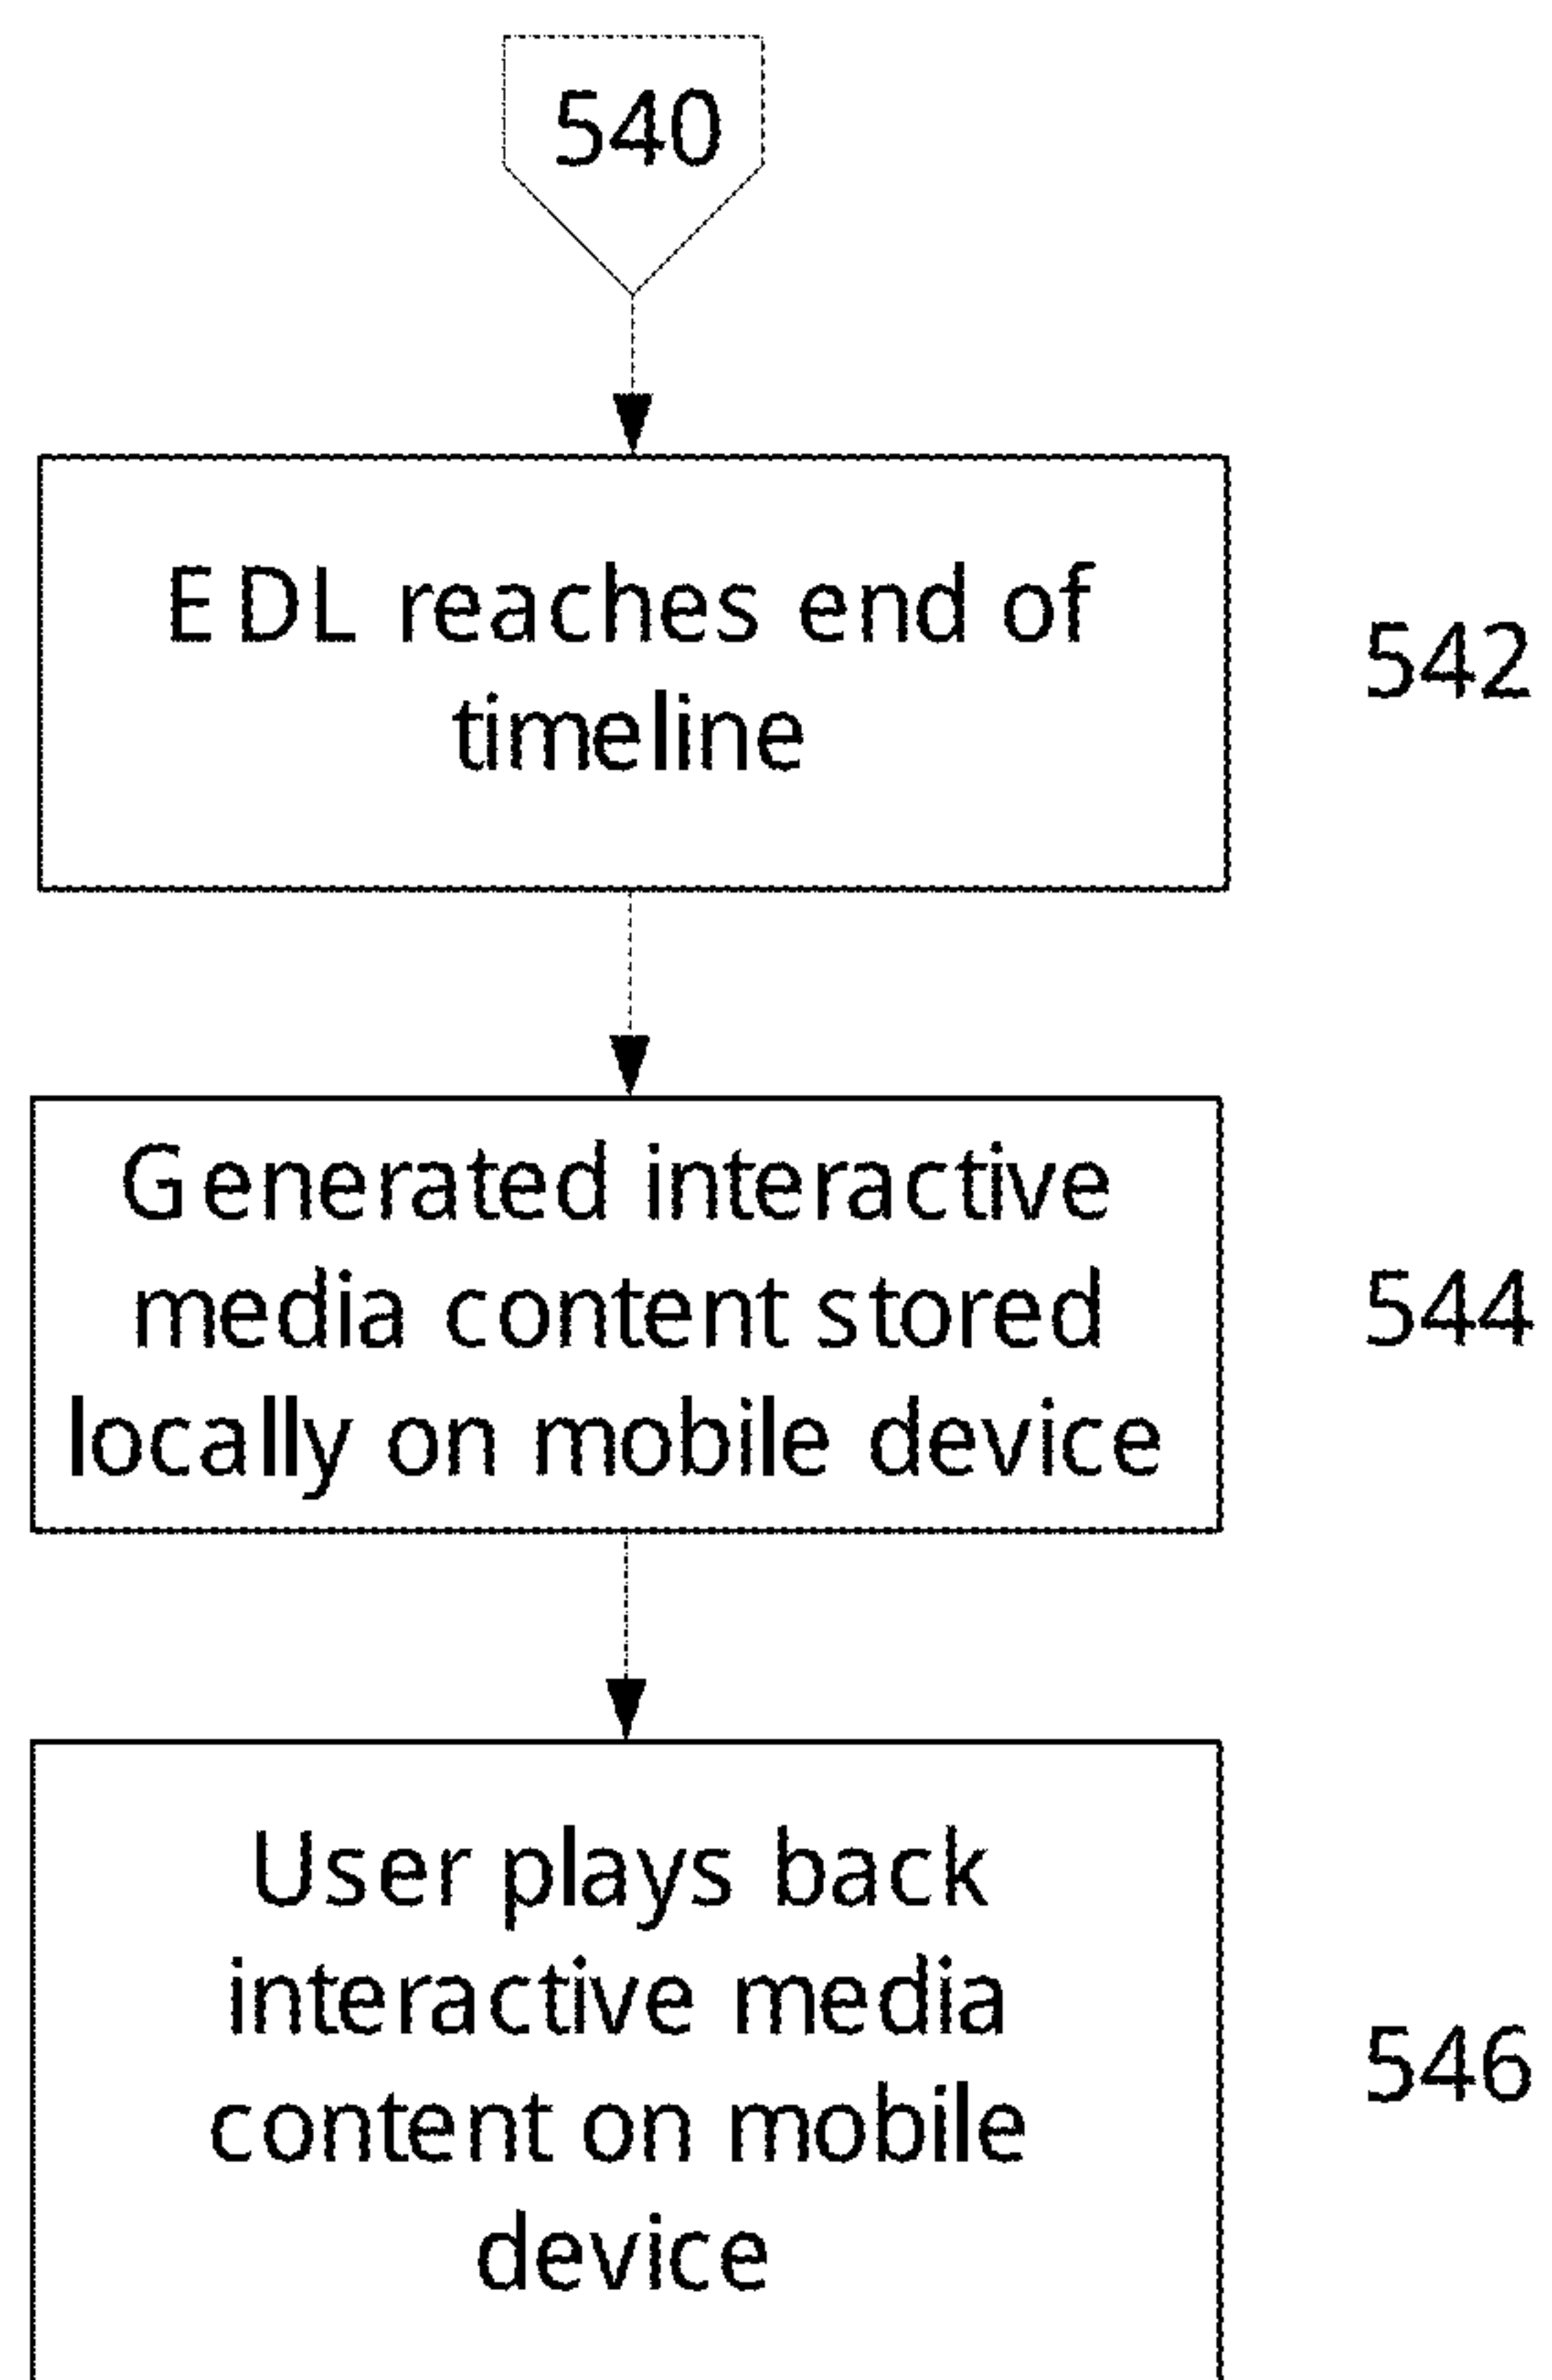 540
EDL reaches end of
timeline
542
Generated interactive
media content stored
locally on mobile device
544
User plays back
interactive media
content on mobile
device
546